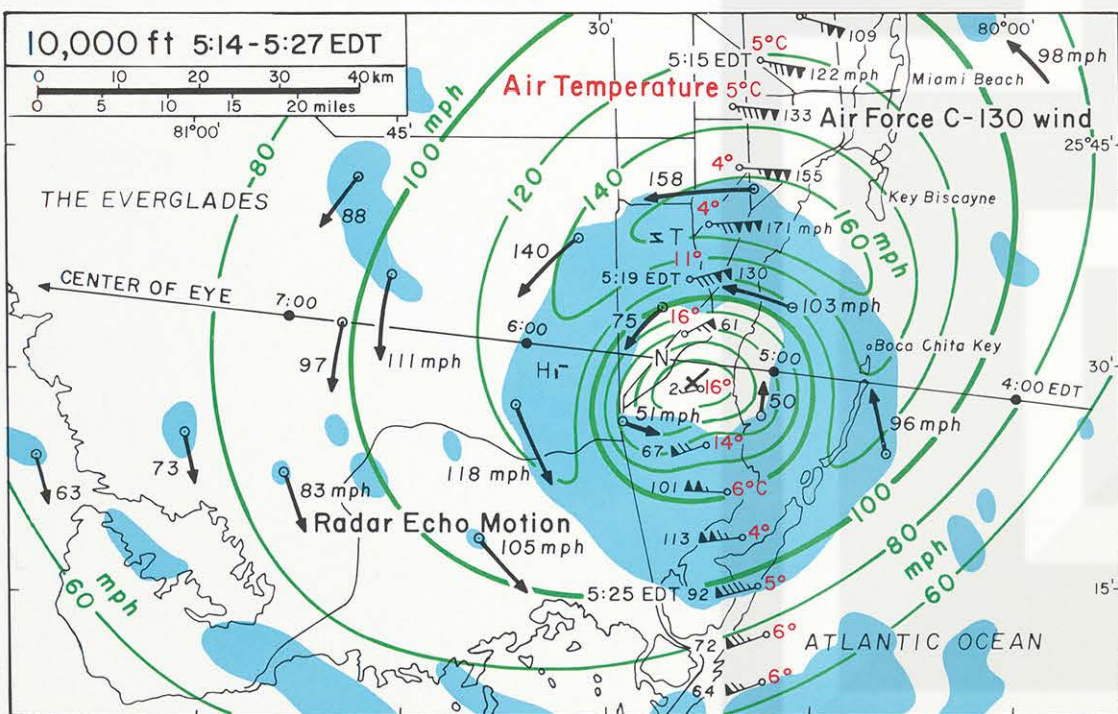 10,000 ft 5:14-5:27 EDT
0 10 20 30 40 km
0 5 10 15 20 miles
81°00'
45'
30'
80°00'
25°45'
30'
15'
5°C
109
98 mph
5:15 EDT
122 mph
Miami Beach
Air Temperature 5°C
133
Air Force C-130 wind
80
100 mph
120
140
160 mph
THE EVERGLADES
88
158
4°
155
Key Biscayne
4°
171 mph
140
11°
5:19 EDT
130
103 mph
CENTER OF EYE
7:00
6:00
75
16°
61
N
5:00
Boca Chita Key
4:00 EDT
97
111 mph
2
16°
50
51 mph
96 mph
67
14°
73
118 mph
63
83 mph
101
6°C
Radar Echo Motion
105 mph
113
4°
100
80 mph
60
5:25 EDT 92
5°
60 mph
72
6°
ATLANTIC OCEAN
64
6°